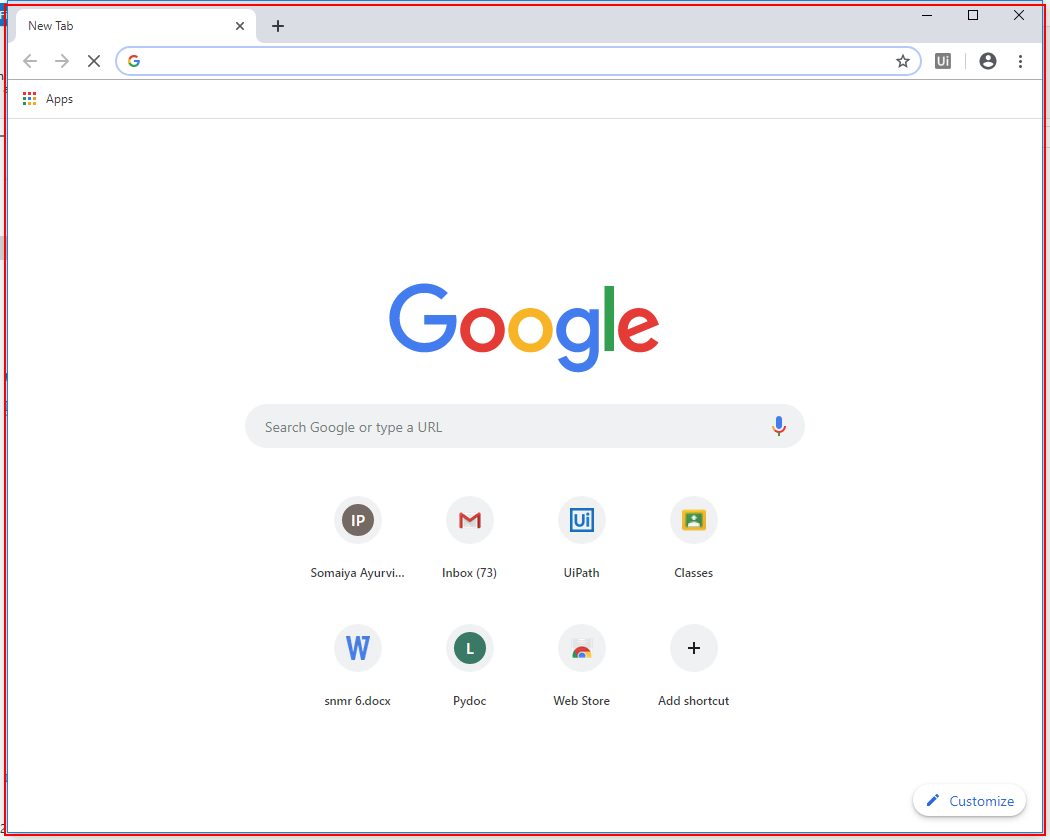 New Tab
Ui
Apps
Google
Search Google or type a URL
IP
Ui
Somaiya Ayurvi...
Inbox (73)
UiPath
Classes
W
L
snmr 6.docx
Pydoc
Web Store
Add shortcut
Customize